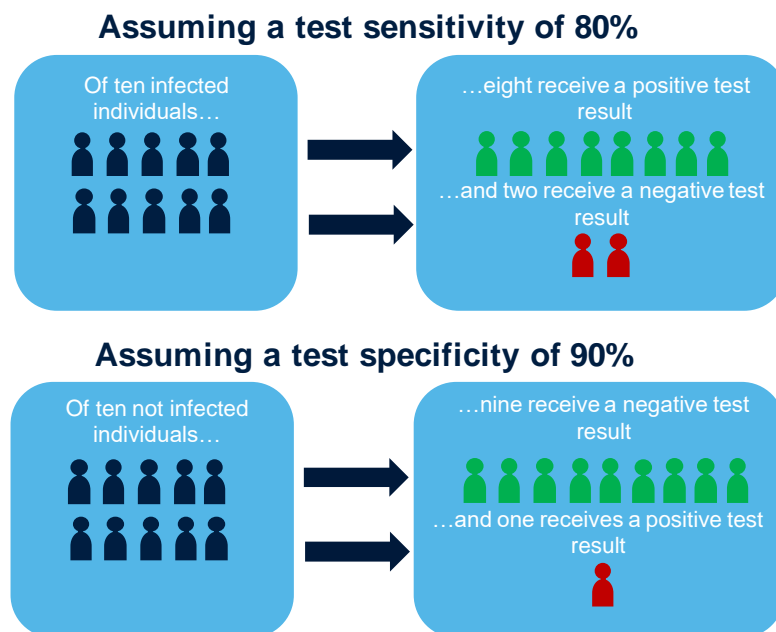 Assuming a test sensitivity of 80%
Of ten infected
individuals…
…eight receive a positive test
result
…and two receive a negative test
result
Assuming a test specificity of 90%
Of ten not infected
individuals…
…nine receive a negative test
result
…and one receives a positive test
result